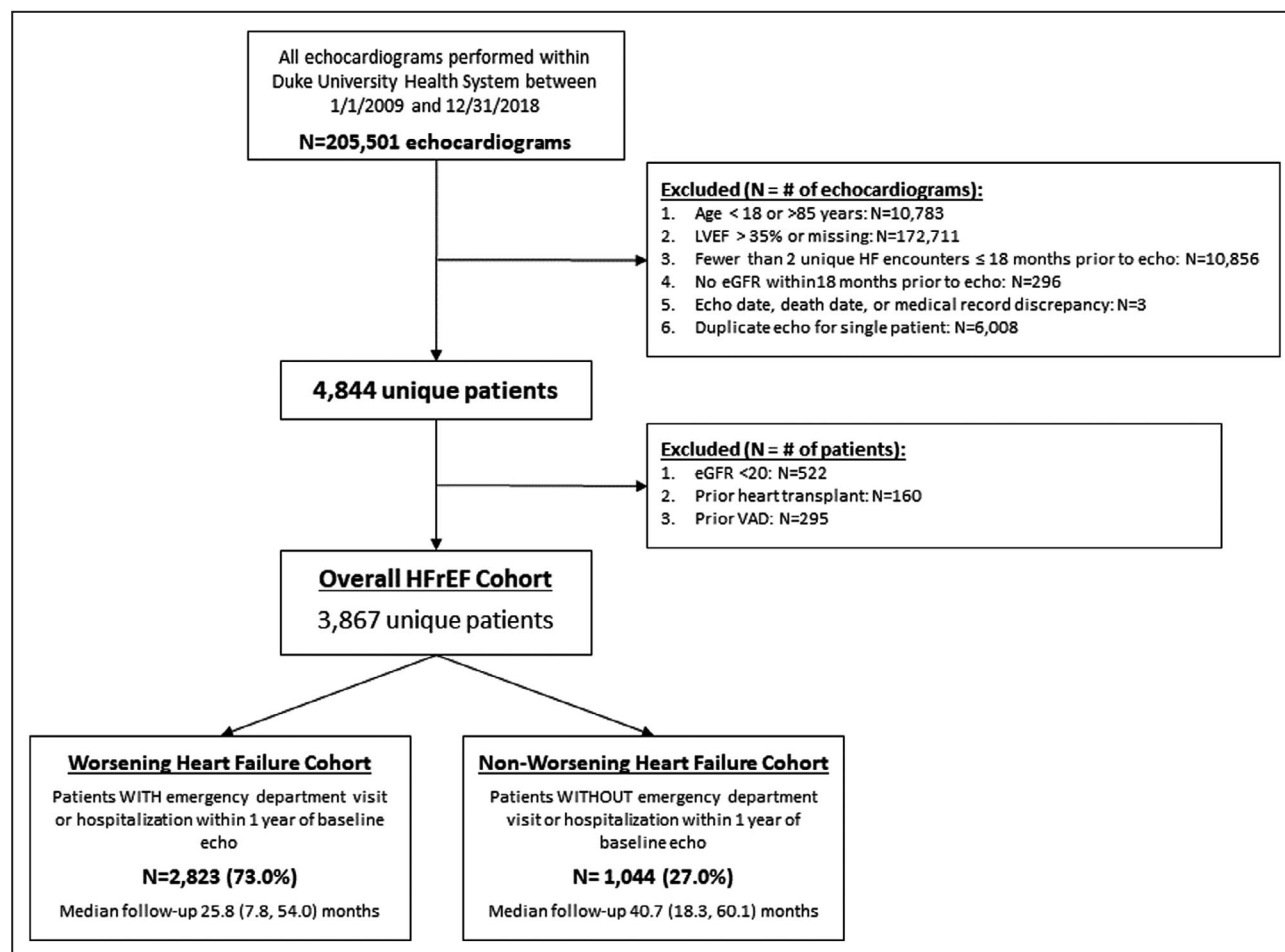 All echocardiograms performed within
Duke University Health System between
1/1/2009 and 12/31/2018
N=205,501 echocardiograms
Excluded (N = # of echocardiograms):
1. Age < 18 or >85 years: N=10,783
2. LVEF > 35% or missing: N=172,711
3. Fewer than 2 unique HF encounters ≤ 18 months prior to echo: N=10,856
4. No eGFR within18 months prior to echo: N=296
5. Echo date, death date, or medical record discrepancy: N=3
6. Duplicate echo for single patient: N=6,008
4,844 unique patients
Excluded (N = # of patients):
1. eGFR <20: N=522
2. Prior heart transplant: N=160
3. Prior VAD: N=295
Overall HFrEF Cohort
3,867 unique patients
Worsening Heart Failure Cohort
Patients WITH emergency department visit
or hospitalization within 1 year of baseline
echo
N=2,823 (73.0%)
Median follow-up 25.8 (7.8, 54.0) months
Non-Worsening Heart Failure Cohort
Patients WITHOUT emergency department
visit or hospitalization within 1 year of
baseline echo
N= 1,044 (27.0%)
Median follow-up 40.7 (18.3, 60.1) months